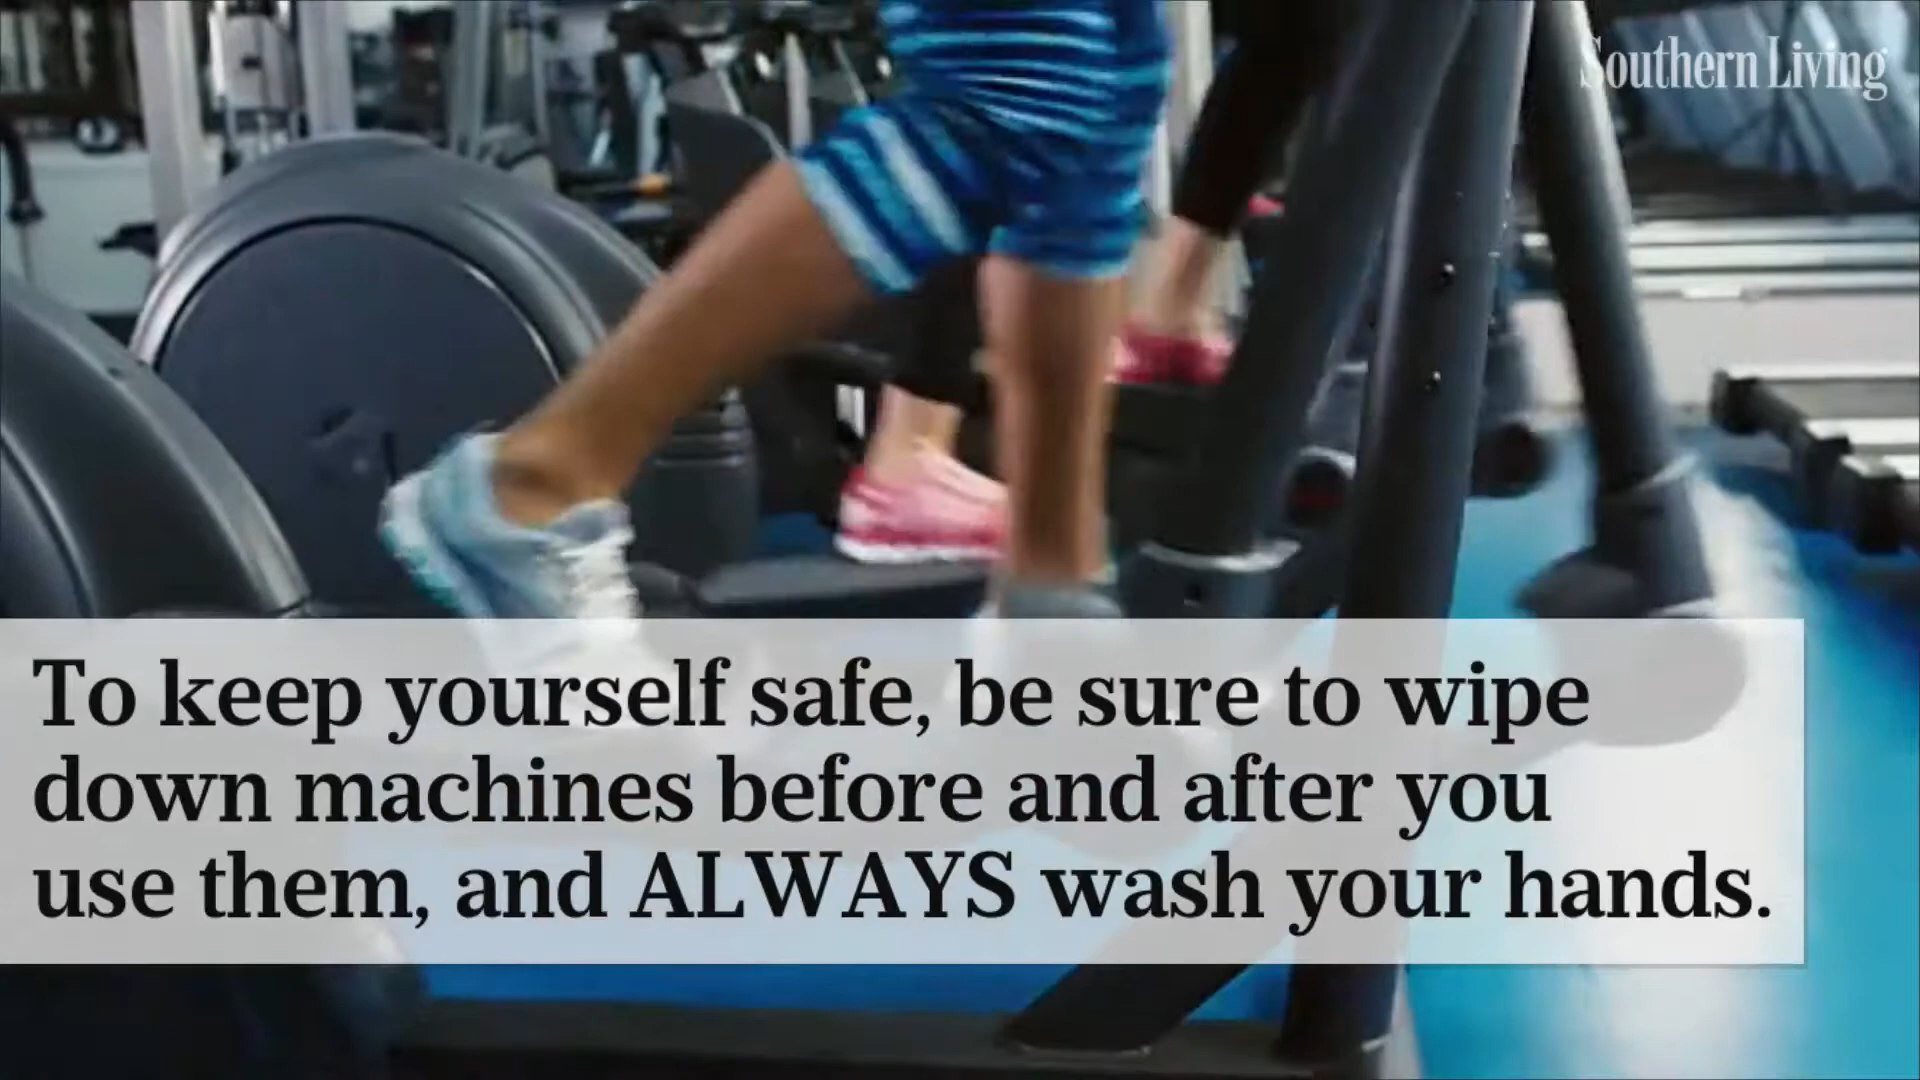 Southern Living
To keep yourself safe, be sure to wipe
down machines before and after you
use them, and ALWAYS wash your hands.